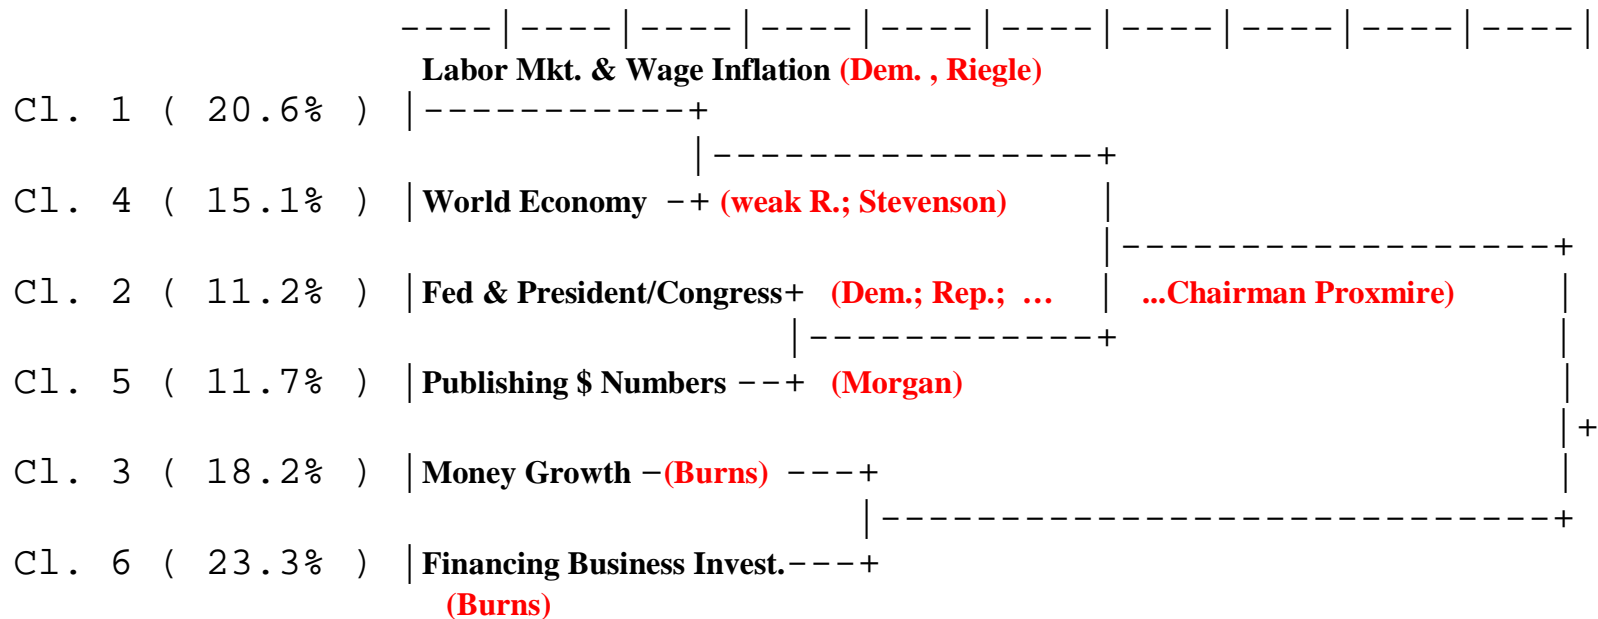 ----|----|----|----|----|----|----|----|----|----|
Labor Mkt. & Wage Inflation (Dem. , Riegle)
Cl. 1 ( 20.6% ) |-----------+
|----------------+
Cl. 4 ( 15.1% ) |World Economy -+ (weak R.; Stevenson) |
|------------------+
Cl. 2 ( 11.2% ) |Fed & President/Congress+ (Dem.; Rep.; … | ...Chairman Proxmire) |
|------------+ |
Cl. 5 ( 11.7% ) |Publishing $ Numbers --+ (Morgan) |
|+
Cl. 3 ( 18.2% ) |Money Growth -(Burns) ---+ |
|----------------------------+
Cl. 6 ( 23.3% ) |Financing Business Invest.---+
(Burns)